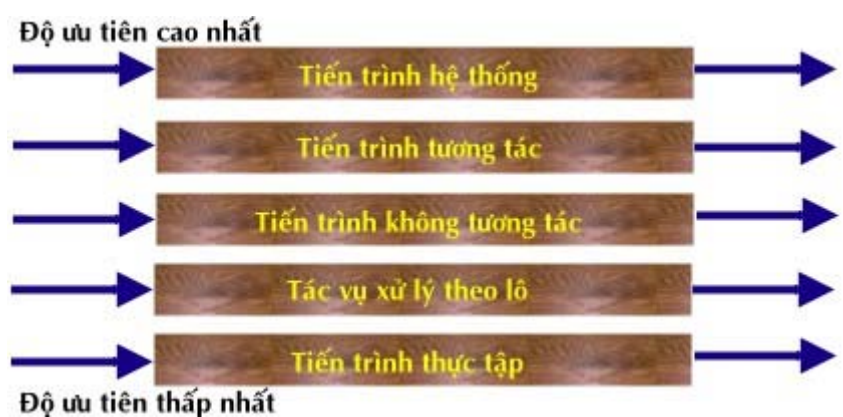 Độ ưu tiên cao nhất
Tiến trình hệ thống
Tiến trình tương tác
Tiến trình không tương tác
Tác vụ xử lý theo lô
Tiến trình thực tập
Độ ưu tiên thấp nhất